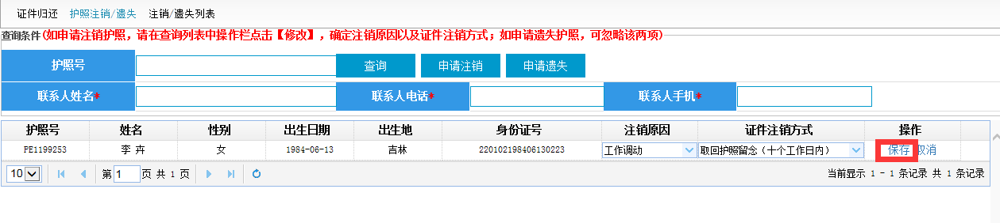 证件归还 护照注销/遗失 注销/遗失列表
查询条件(如申请注销护照，请在查询列表中操作栏点击【修改】，确定注销原因以及证件注销方式；如申请遗失护照，可忽略该两项)
护照号 查询 申请注销 申请遗失
联系人姓名* 联系人电话* 联系人手机*
护照号 姓名 性别 出生日期 出生地 身份证号 注销原因 证件注销方式 操作
PE1199253 李 卉 女 1984-06-13 吉林 220102198406130223 工作调动 取回护照留念（十个工作日内） 保存 取消
10 第 1 页 共 1 页 当前显示 1 - 1 条记录 共 1 条记录